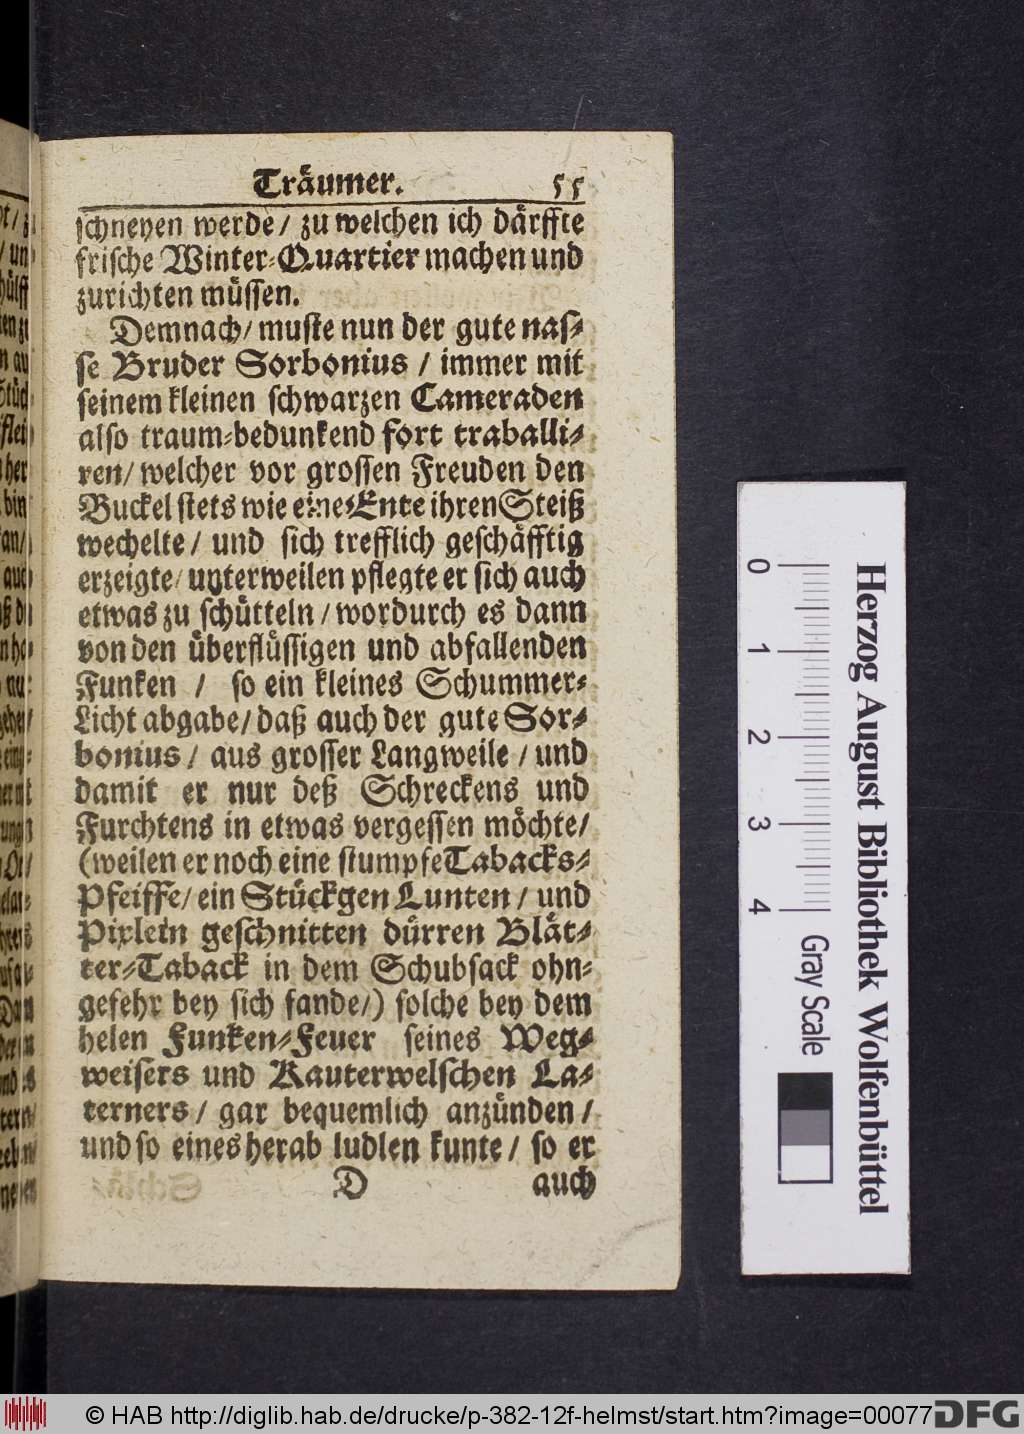 Träumer. 55
schneyen werde / zu welchen ich därffte
frische Winter-Quartier machen und
zurichten müssen.
Demnach / muste nun der gute nas-
se Bruder Sorbonius / immer mit
seinem kleinen schwarzen Cameraden
also traum-bedunkend fort traballi-
ren / welcher vor grossen Freuden den
Buckel stets wie eine Ente ihren Steiß
wechelte / und sich trefflich geschäfftig
erzeigte / unterweilen pflegte er sich auch
etwas zu schütteln / wordurch es dann
von den überflüssigen und abfallenden
Funken / so ein kleines Schummer-
Licht abgabe / daß auch der gute Sor-
bonius / aus grosser Langweile / und
damit er nur deß Schreckens und
Furchtens in etwas vergessen möchte /
(weilen er noch eine stumpfe Tabacks-
Pfeiffe / ein Stückgen Lunten / und
Pixlein geschnitten dürren Blät-
ter-Taback in dem Schubsack ohn-
gefehr bey sich fande /) solche bey dem
helen Funken-Feuer seines Weg-
weisers und Kauterwelschen La-
terners / gar bequemlich anzünden /
und so eines herab ludlen kunte / so er
D auch
Herzog August Bibliothek Wolfenbüttel
0 1 2 3 4 Gray Scale
© HAB http://diglib.hab.de/drucke/p-382-12f-helmst/start.htm?image=00077 DFG